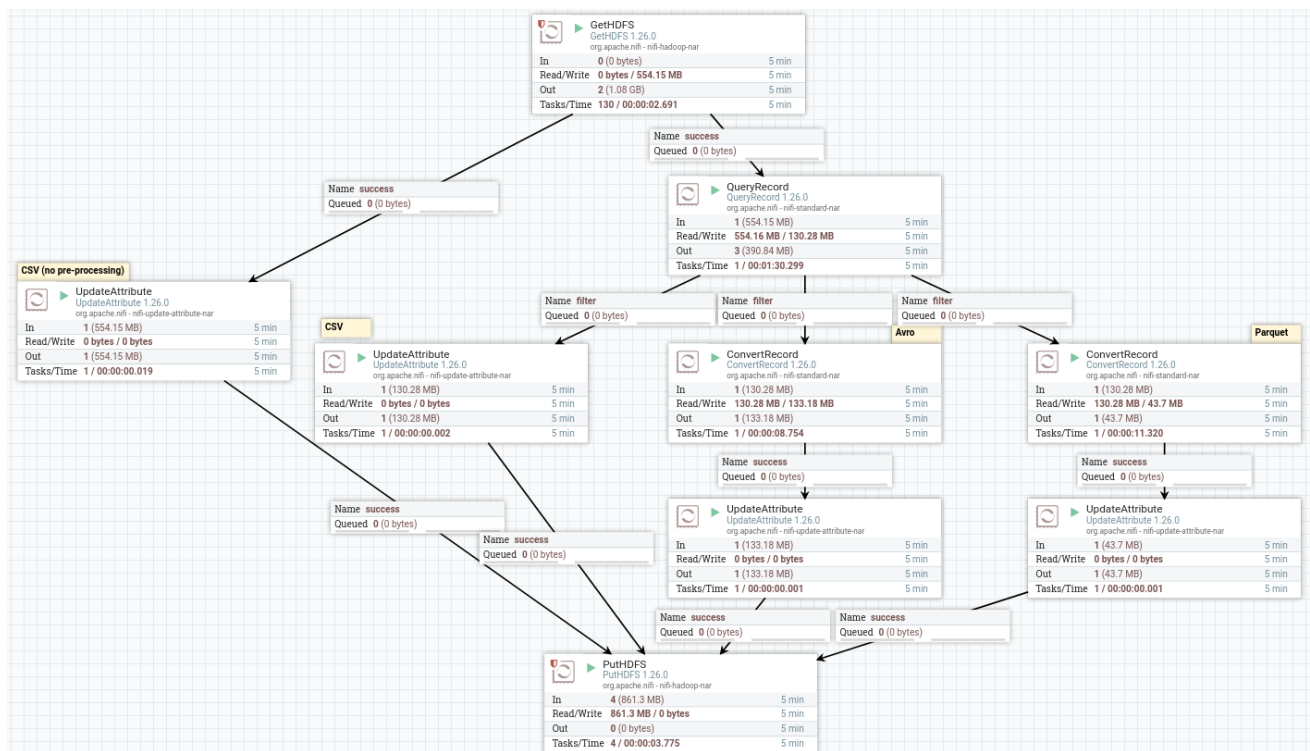 GetHDFS
GetHDFS 1.26.0
org.apache.nifi - nifi-hadoop-nar
In 0 (0 bytes) 5 min
Read/Write 0 bytes / 554.15 MB 5 min
Out 2 (1.08 GB) 5 min
Tasks/Time 130 / 00:00:02.691 5 min
Name success
Queued 0 (0 bytes)
Name success
Queued 0 (0 bytes)
QueryRecord
QueryRecord 1.26.0
org.apache.nifi - nifi-standard-nar
In 1 (554.15 MB) 5 min
Read/Write 554.16 MB / 130.28 MB 5 min
Out 3 (390.84 MB) 5 min
Tasks/Time 1 / 00:01:30.299 5 min
CSV (no pre-processing)
UpdateAttribute
UpdateAttribute 1.26.0
org.apache.nifi - nifi-update-attribute-nar
In 1 (554.15 MB) 5 min
Read/Write 0 bytes / 0 bytes 5 min
Out 1 (554.15 MB) 5 min
Tasks/Time 1 / 00:00:00.019 5 min
Name filter
Queued 0 (0 bytes)
Name filter
Queued 0 (0 bytes)
Name filter
Queued 0 (0 bytes)
CSV
UpdateAttribute
UpdateAttribute 1.26.0
org.apache.nifi - nifi-update-attribute-nar
In 1 (130.28 MB) 5 min
Read/Write 0 bytes / 0 bytes 5 min
Out 1 (130.28 MB) 5 min
Tasks/Time 1 / 00:00:00.002 5 min
Avro
ConvertRecord
ConvertRecord 1.26.0
org.apache.nifi - nifi-standard-nar
In 1 (130.28 MB) 5 min
Read/Write 130.28 MB / 133.18 MB 5 min
Out 1 (133.18 MB) 5 min
Tasks/Time 1 / 00:00:08.754 5 min
Parquet
ConvertRecord
ConvertRecord 1.26.0
org.apache.nifi - nifi-standard-nar
In 1 (130.28 MB) 5 min
Read/Write 130.28 MB / 43.7 MB 5 min
Out 1 (43.7 MB) 5 min
Tasks/Time 1 / 00:00:11.320 5 min
Name success
Queued 0 (0 bytes)
Name success
Queued 0 (0 bytes)
Name success
Queued 0 (0 bytes)
Name success
Queued 0 (0 bytes)
UpdateAttribute
UpdateAttribute 1.26.0
org.apache.nifi - nifi-update-attribute-nar
In 1 (133.18 MB) 5 min
Read/Write 0 bytes / 0 bytes 5 min
Out 1 (133.18 MB) 5 min
Tasks/Time 1 / 00:00:00.001 5 min
UpdateAttribute
UpdateAttribute 1.26.0
org.apache.nifi - nifi-update-attribute-nar
In 1 (43.7 MB) 5 min
Read/Write 0 bytes / 0 bytes 5 min
Out 1 (43.7 MB) 5 min
Tasks/Time 1 / 00:00:00.001 5 min
Name success
Queued 0 (0 bytes)
Name success
Queued 0 (0 bytes)
PutHDFS
PutHDFS 1.26.0
org.apache.nifi - nifi-hadoop-nar
In 4 (861.3 MB) 5 min
Read/Write 861.3 MB / 0 bytes 5 min
Out 0 (0 bytes) 5 min
Tasks/Time 4 / 00:00:03.775 5 min